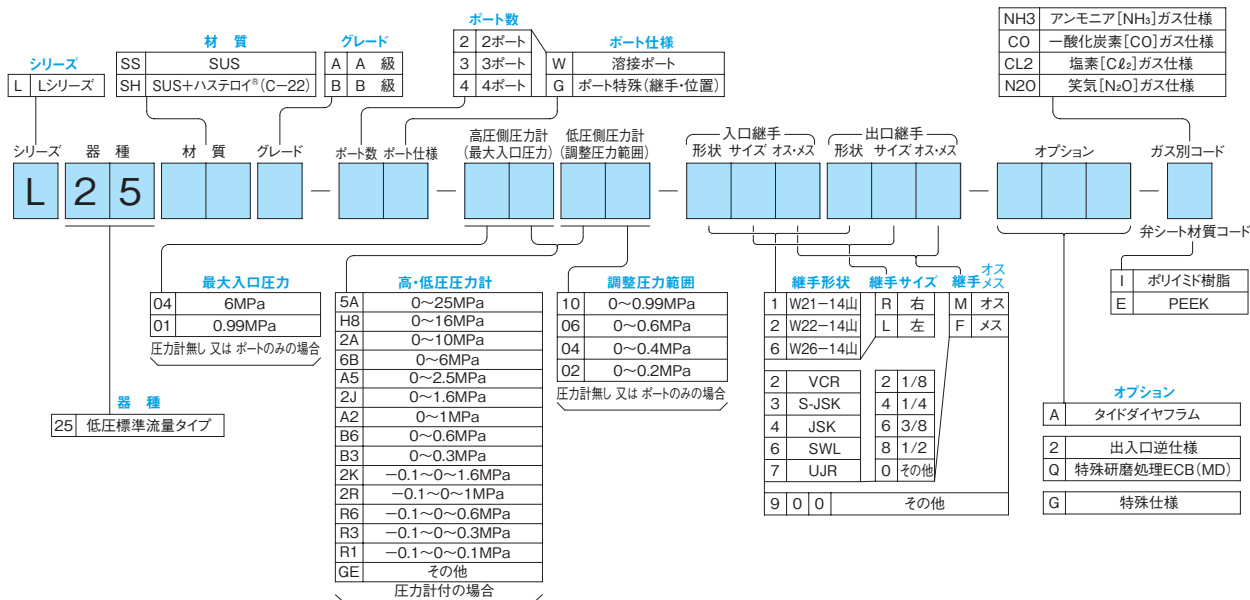 シリーズ
L Lシリーズ
材 質
SS SUS
SH SUS+ハステロイ®(C−22)
グレード
A A 級
B B 級
ポート数
2 2ポート
3 3ポート
4 4ポート
ポート仕様
W 溶接ポート
G ポート特殊(継手・位置)
NH3 アンモニア[NH₃]ガス仕様
CO 一酸化炭素[CO]ガス仕様
CL2 塩素[Cℓ₂]ガス仕様
N2O 笑気[N₂O]ガス仕様
シリーズ 器 種 材 質 グレード ポート数 ポート仕様
高圧側圧力計
(最大入口圧力)
低圧側圧力計
(調整圧力範囲)
入口継手
形状 サイズ オス・メス
出口継手
形状 サイズ オス・メス
オプション
ガス別コード
L 2 5 − − − − −
弁シート材質コード
I ポリイミド樹脂
E PEEK
最大入口圧力
04 6MPa
01 0.99MPa
圧力計無し 又は ポートのみの場合
器 種
25 低圧標準流量タイプ
高・低圧圧力計
5A 0〜25MPa
H8 0〜16MPa
2A 0〜10MPa
6B 0〜6MPa
A5 0〜2.5MPa
2J 0〜1.6MPa
A2 0〜1MPa
B6 0〜0.6MPa
B3 0〜0.3MPa
2K −0.1〜0〜1.6MPa
2R −0.1〜0〜1MPa
R6 −0.1〜0〜0.6MPa
R3 −0.1〜0〜0.3MPa
R1 −0.1〜0〜0.1MPa
GE その他
圧力計付の場合
調整圧力範囲
10 0〜0.99MPa
06 0〜0.6MPa
04 0〜0.4MPa
02 0〜0.2MPa
圧力計無し 又は ポートのみの場合
継手形状 継手サイズ 継手オスメス
1 W21−14山 R 右 M オス
2 W22−14山 L 左 F メス
6 W26−14山
2 VCR 2 1/8
3 S-JSK 4 1/4
4 JSK 6 3/8
6 SWL 8 1/2
7 UJR 0 その他
9 0 0 その他
オプション
A タイドダイヤフラム
2 出入口逆仕様
Q 特殊研磨処理ECB(MD)
G 特殊仕様